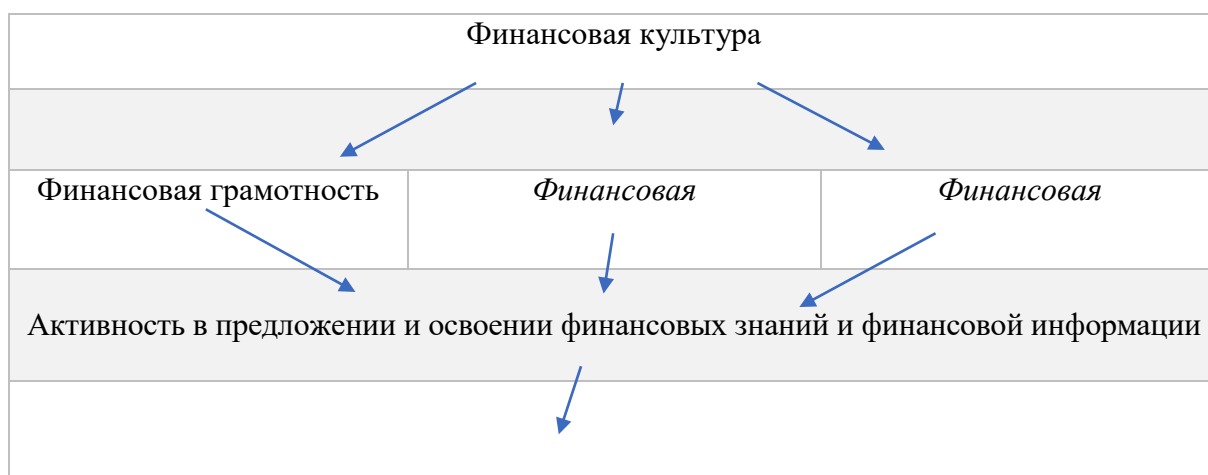 Финансовая культура
Финансовая грамотность
Финансовая
Финансовая
Активность в предложении и освоении финансовых знаний и финансовой информации